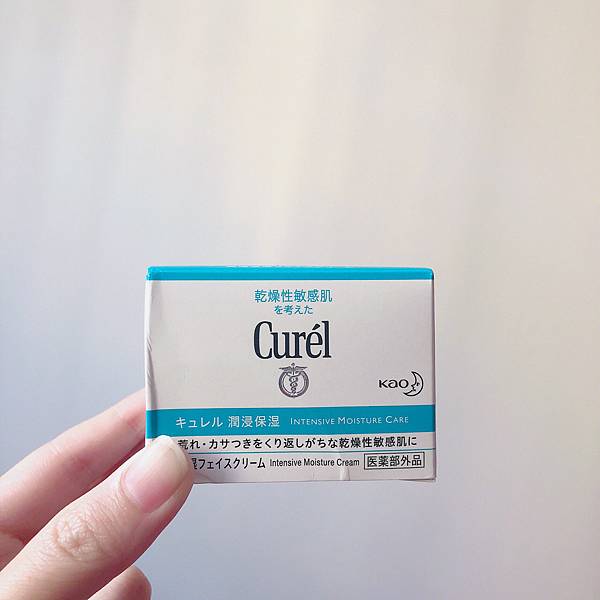 乾燥性敏感肌
を考えた
Curél
Kao
キュレル 潤浸保湿 INTENSIVE MOISTURE CARE
荒れ・カサつきをくり返しがちな乾燥性敏感肌に
フェイスクリーム Intensive Moisture Cream 医薬部外品